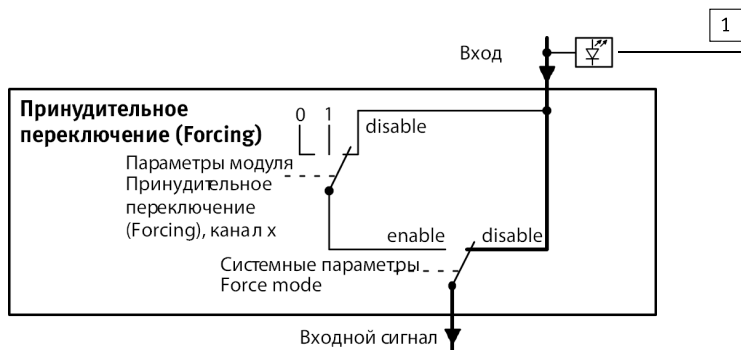 1
Вход
Принудительное
переключение (Forcing)
0 1
disable
Параметры модуля
Принудительное
переключение
(Forcing), канал x
enable disable
Системные параметры
Force mode
Входной сигнал